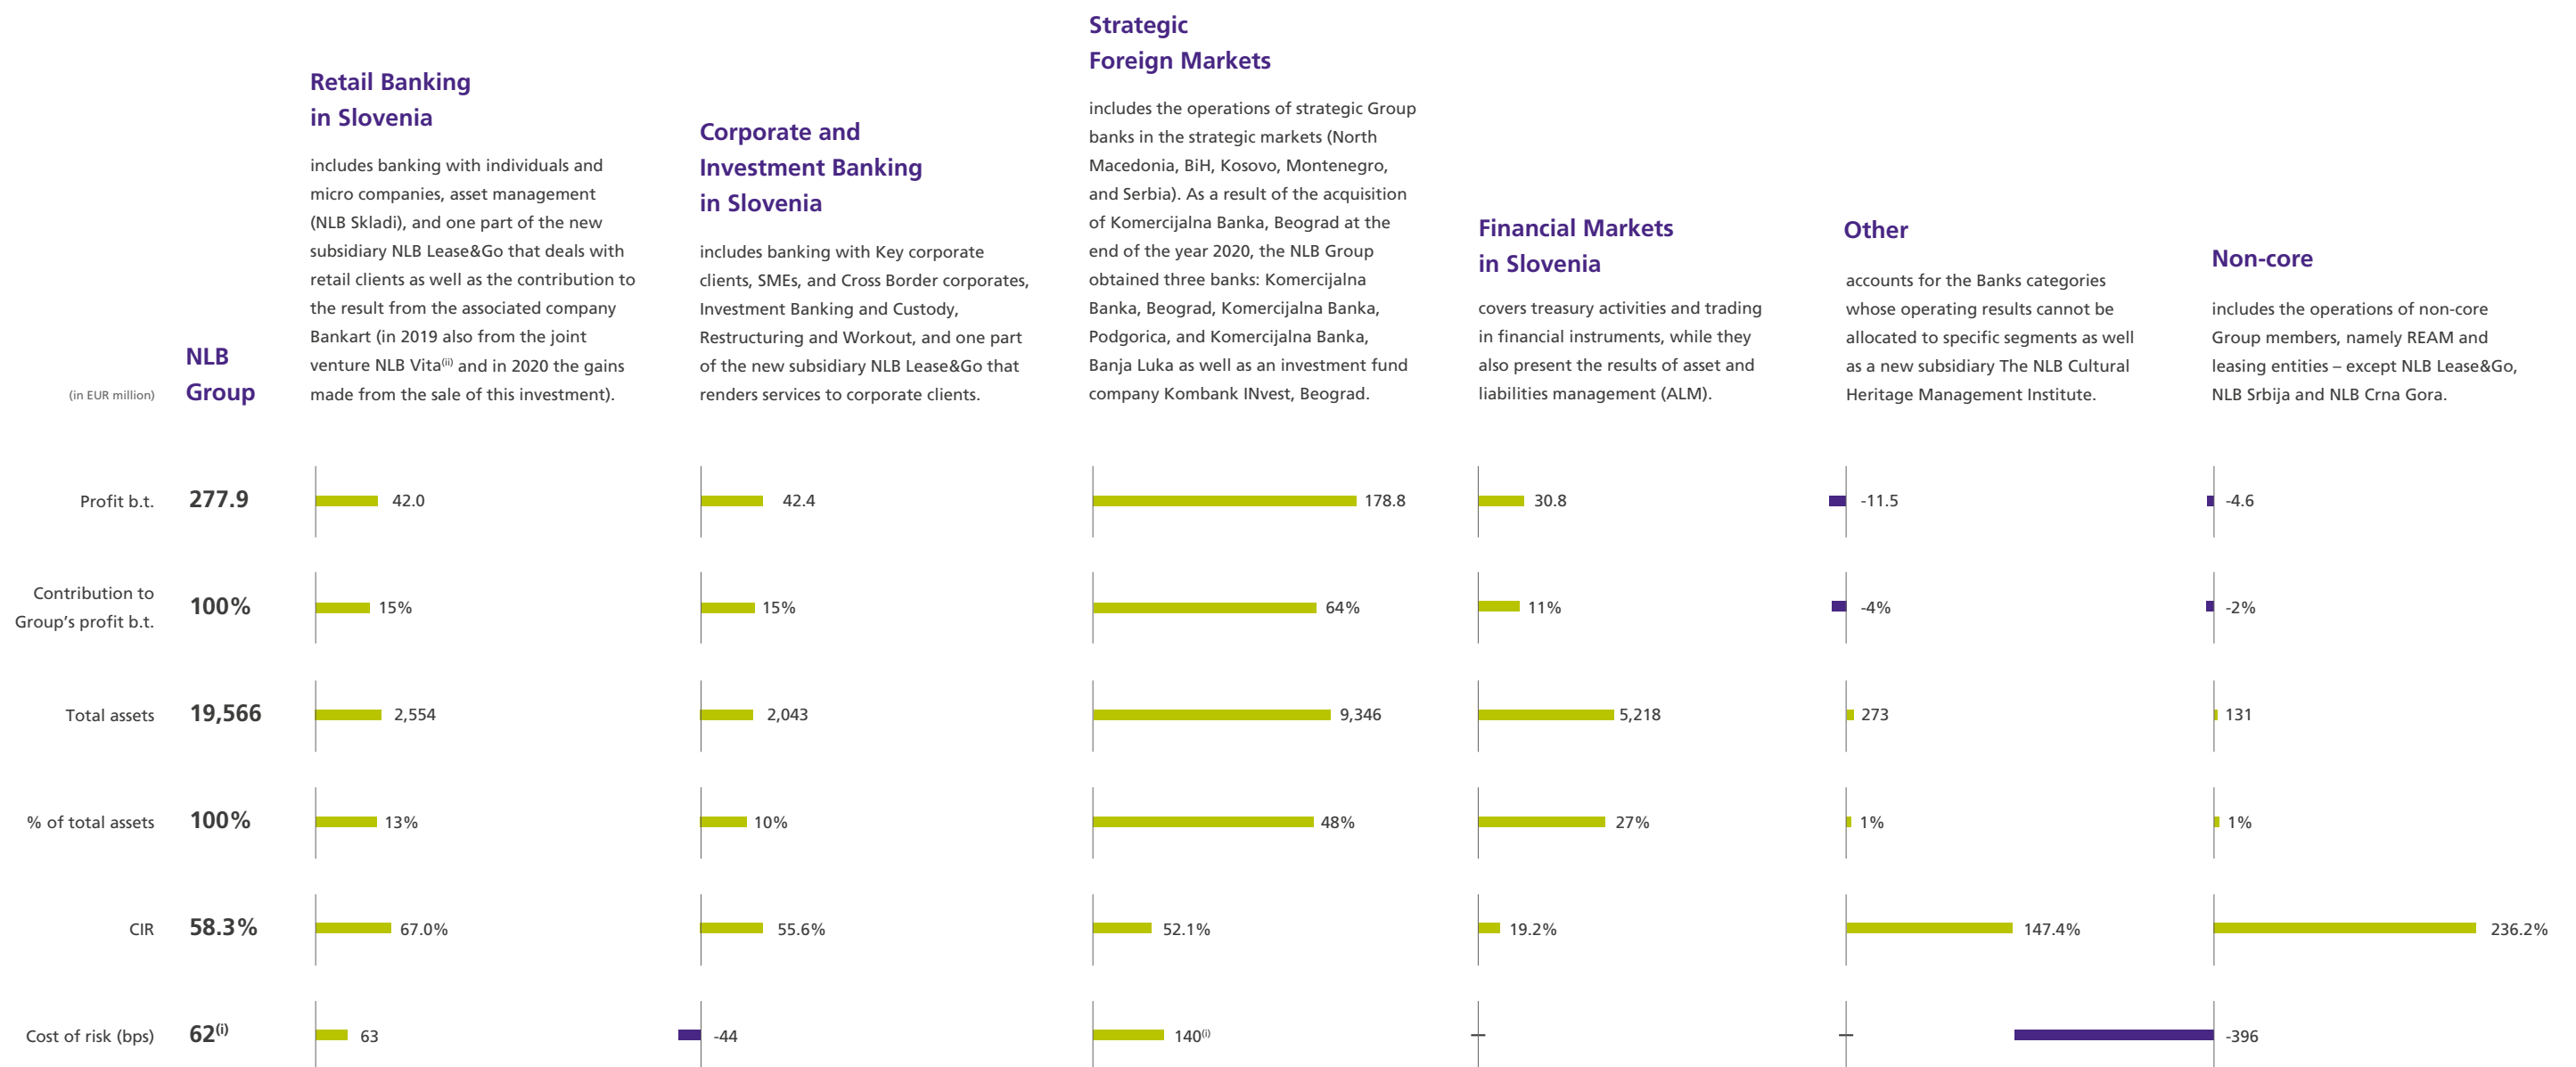 (in EUR million)
NLB
Group
Retail Banking
in Slovenia
includes banking with individuals and
micro companies, asset management
(NLB Skladi), and one part of the new
subsidiary NLB Lease&Go that deals with
retail clients as well as the contribution to
the result from the associated company
Bankart (in 2019 also from the joint
venture NLB Vita(ii) and in 2020 the gains
made from the sale of this investment).
Corporate and
Investment Banking
in Slovenia
includes banking with Key corporate
clients, SMEs, and Cross Border corporates,
Investment Banking and Custody,
Restructuring and Workout, and one part
of the new subsidiary NLB Lease&Go that
renders services to corporate clients.
Strategic
Foreign Markets
includes the operations of strategic Group
banks in the strategic markets (North
Macedonia, BiH, Kosovo, Montenegro,
and Serbia). As a result of the acquisition
of Komercijalna Banka, Beograd at the
end of the year 2020, the NLB Group
obtained three banks: Komercijalna
Banka, Beograd, Komercijalna Banka,
Podgorica, and Komercijalna Banka,
Banja Luka as well as an investment fund
company Kombank INvest, Beograd.
Financial Markets
in Slovenia
covers treasury activities and trading
in financial instruments, while they
also present the results of asset and
liabilities management (ALM).
Other
accounts for the Banks categories
whose operating results cannot be
allocated to specific segments as well
as a new subsidiary The NLB Cultural
Heritage Management Institute.
Non-core
includes the operations of non-core
Group members, namely REAM and
leasing entities – except NLB Lease&Go,
NLB Srbija and NLB Crna Gora.
Profit b.t. 277.9 42.0 42.4 178.8 30.8 -11.5 -4.6
Contribution to
Group's profit b.t. 100% 15% 15% 64% 11% -4% -2%
Total assets 19,566 2,554 2,043 9,346 5,218 273 131
% of total assets 100% 13% 10% 48% 27% 1% 1%
CIR 58.3% 67.0% 55.6% 52.1% 19.2% 147.4% 236.2%
Cost of risk (bps) 62(i) 63 -44 140(i) – – -396